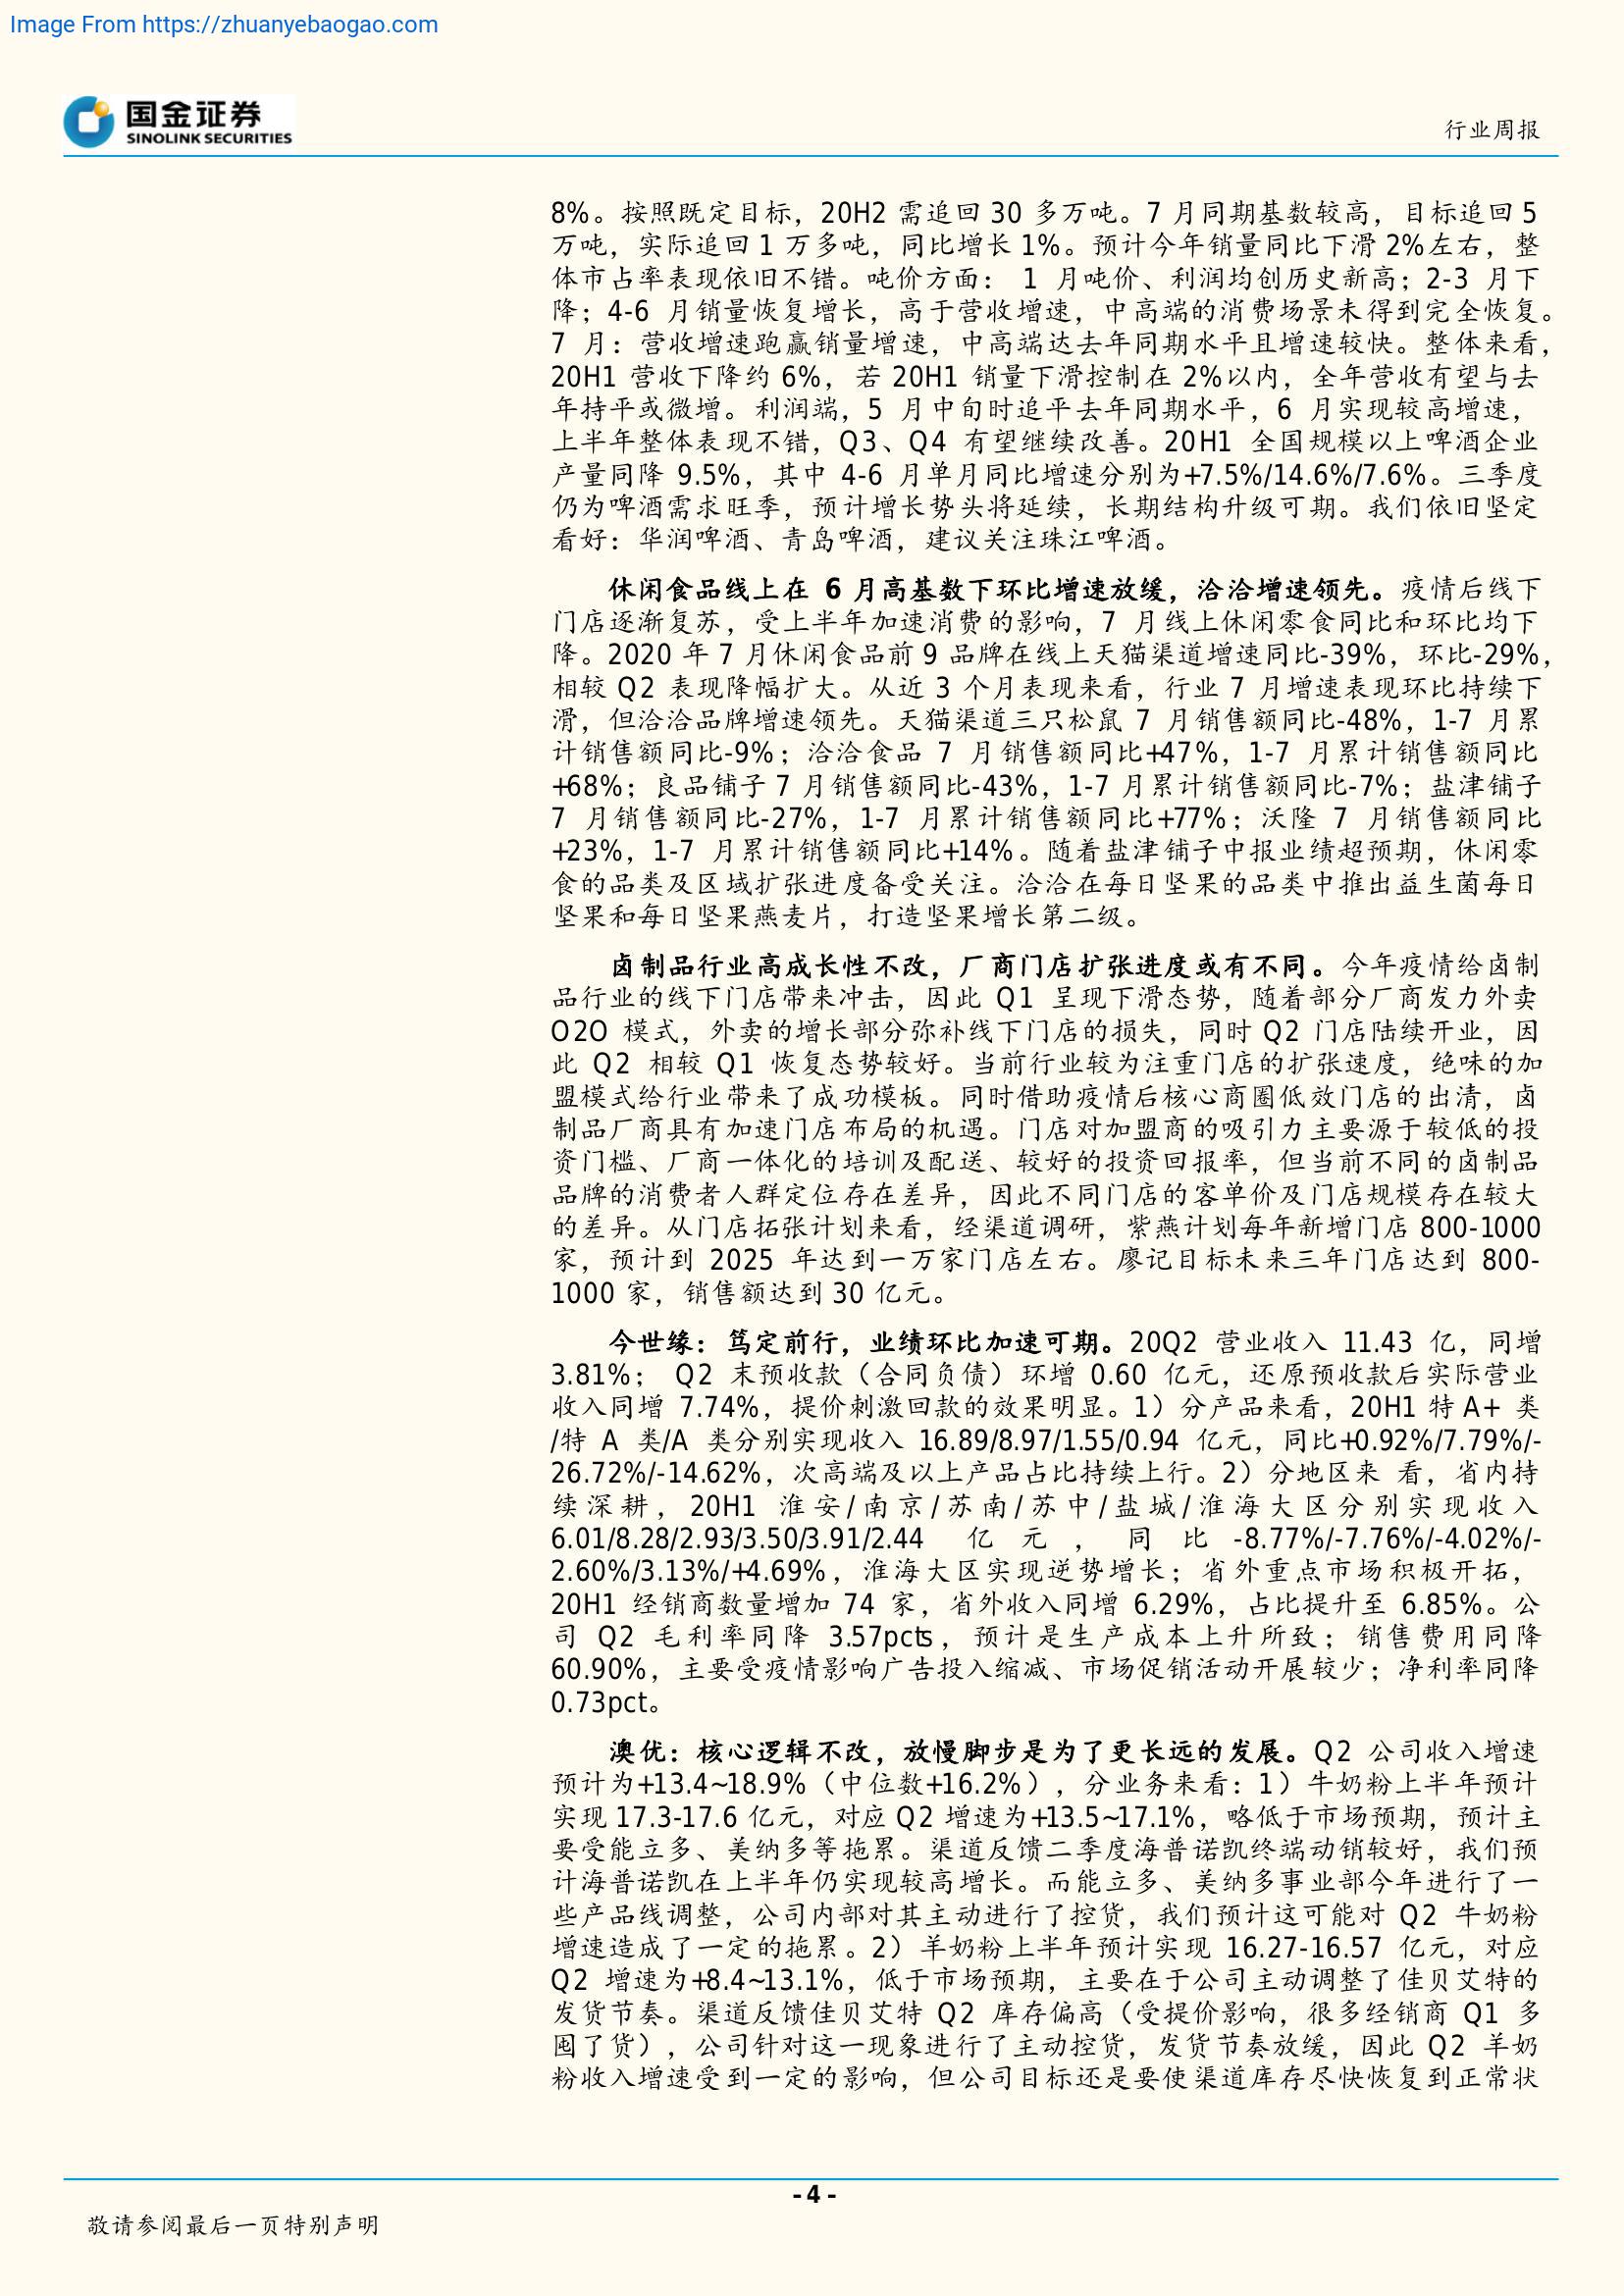 Image From https://zhuanyebaogao.com
国金证券
SINOLINK SECURITIES
行业周报
8%。按照既定目标，20H2 需追回 30 多万吨。7 月同期基数较高，目标追回 5
万吨，实际追回 1 万多吨，同比增长 1%。预计今年销量同比下滑 2%左右，整
体市占率表现依旧不错。吨价方面： 1 月吨价、利润均创历史新高；2-3 月下
降；4-6 月销量恢复增长，高于营收增速，中高端的消费场景未得到完全恢复。
7 月：营收增速跑赢销量增速，中高端达去年同期水平且增速较快。整体来看，
20H1 营收下降约 6%，若 20H1 销量下滑控制在 2%以内，全年营收有望与去
年持平或微增。利润端，5 月中旬时追平去年同期水平，6 月实现较高增速，
上半年整体表现不错，Q3、Q4 有望继续改善。20H1 全国规模以上啤酒企业
产量同降 9.5%，其中 4-6 月单月同比增速分别为+7.5%/14.6%/7.6%。三季度
仍为啤酒需求旺季，预计增长势头将延续，长期结构升级可期。我们依旧坚定
看好：华润啤酒、青岛啤酒，建议关注珠江啤酒。
休闲食品线上在 6 月高基数下环比增速放缓，洽洽增速领先。疫情后线下
门店逐渐复苏，受上半年加速消费的影响，7 月线上休闲零食同比和环比均下
降。2020 年 7 月休闲食品前 9 品牌在线上天猫渠道增速同比-39%，环比-29%，
相较 Q2 表现降幅扩大。从近 3 个月表现来看，行业 7 月增速表现环比持续下
滑，但洽洽品牌增速领先。天猫渠道三只松鼠 7 月销售额同比-48%，1-7 月累
计销售额同比-9%；洽洽食品 7 月销售额同比+47%，1-7 月累计销售额同比
+68%；良品铺子 7 月销售额同比-43%，1-7 月累计销售额同比-7%；盐津铺子
7 月销售额同比-27%，1-7 月累计销售额同比+77%；沃隆 7 月销售额同比
+23%，1-7 月累计销售额同比+14%。随着盐津铺子中报业绩超预期，休闲零
食的品类及区域扩张进度备受关注。洽洽在每日坚果的品类中推出益生菌每日
坚果和每日坚果燕麦片，打造坚果增长第二级。
卤制品行业高成长性不改，厂商门店扩张进度或有不同。今年疫情给卤制
品行业的线下门店带来冲击，因此 Q1 呈现下滑态势，随着部分厂商发力外卖
O2O 模式，外卖的增长部分弥补线下门店的损失，同时 Q2 门店陆续开业，因
此 Q2 相较 Q1 恢复态势较好。当前行业较为注重门店的扩张速度，绝味的加
盟模式给行业带来了成功模板。同时借助疫情后核心商圈低效门店的出清，卤
制品厂商具有加速门店布局的机遇。门店对加盟商的吸引力主要源于较低的投
资门槛、厂商一体化的培训及配送、较好的投资回报率，但当前不同的卤制品
品牌的消费者人群定位存在差异，因此不同门店的客单价及门店规模存在较大
的差异。从门店拓张计划来看，经渠道调研，紫燕计划每年新增门店 800-1000
家，预计到 2025 年达到一万家门店左右。廖记目标未来三年门店达到 800-
1000 家，销售额达到 30 亿元。
今世缘：笃定前行，业绩环比加速可期。20Q2 营业收入 11.43 亿，同增
3.81%； Q2 末预收款（合同负债）环增 0.60 亿元，还原预收款后实际营业
收入同增 7.74%，提价刺激回款的效果明显。1）分产品来看，20H1 特 A+ 类
/特 A 类/A 类分别实现收入 16.89/8.97/1.55/0.94 亿元，同比+0.92%/7.79%/-
26.72%/-14.62%，次高端及以上产品占比持续上行。2）分地区来 看，省内持
续深耕，20H1 淮安/南京/苏南/苏中/盐城/淮海大区分别实现收入
6.01/8.28/2.93/3.50/3.91/2.44 亿元，同比-8.77%/-7.76%/-4.02%/-
2.60%/3.13%/+4.69%，淮海大区实现逆势增长；省外重点市场积极开拓，
20H1 经销商数量增加 74 家，省外收入同增 6.29%，占比提升至 6.85%。公
司 Q2 毛利率同降 3.57pcts，预计是生产成本上升所致；销售费用同降
60.90%，主要受疫情影响广告投入缩减、市场促销活动开展较少；净利率同降
0.73pct。
澳优：核心逻辑不改，放慢脚步是为了更长远的发展。Q2 公司收入增速
预计为+13.4~18.9%（中位数+16.2%），分业务来看：1）牛奶粉上半年预计
实现 17.3-17.6 亿元，对应 Q2 增速为+13.5~17.1%，略低于市场预期，预计主
要受能立多、美纳多等拖累。渠道反馈二季度海普诺凯终端动销较好，我们预
计海普诺凯在上半年仍实现较高增长。而能立多、美纳多事业部今年进行了一
些产品线调整，公司内部对其主动进行了控货，我们预计这可能对 Q2 牛奶粉
增速造成了一定的拖累。2）羊奶粉上半年预计实现 16.27-16.57 亿元，对应
Q2 增速为+8.4~13.1%，低于市场预期，主要在于公司主动调整了佳贝艾特的
发货节奏。渠道反馈佳贝艾特 Q2 库存偏高（受提价影响，很多经销商 Q1 多
囤了货），公司针对这一现象进行了主动控货，发货节奏放缓，因此 Q2 羊奶
粉收入增速受到一定的影响，但公司目标还是要使渠道库存尽快恢复到正常状
- 4 -
敬请参阅最后一页特别声明